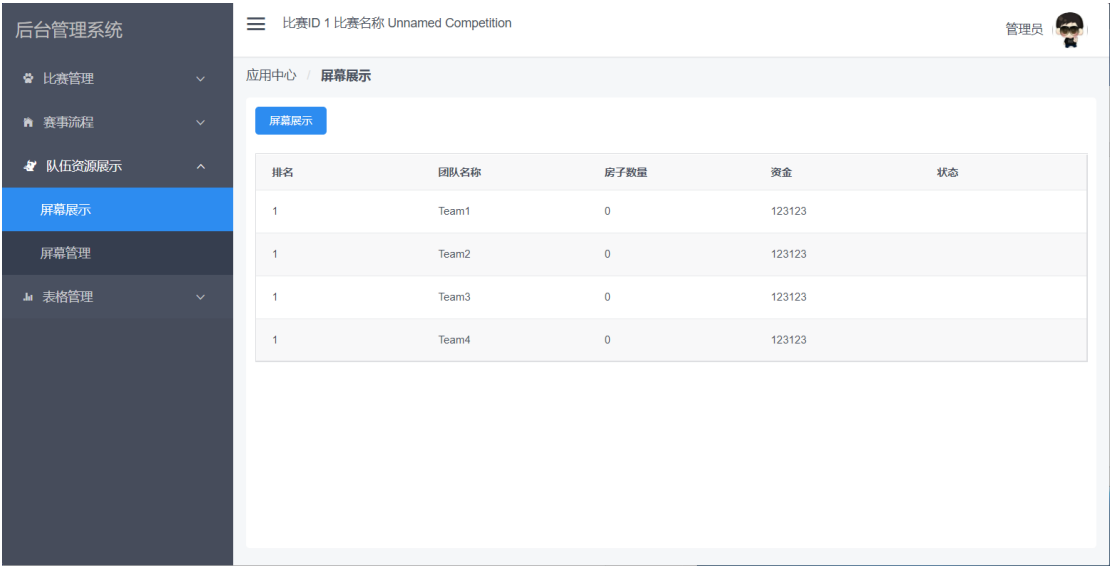 后台管理系统
比赛ID 1 比赛名称 Unnamed Competition
管理员
比赛管理
赛事流程
队伍资源展示
屏幕展示
屏幕管理
表格管理
应用中心 / 屏幕展示
屏幕展示
排名 团队名称 房子数量 资金 状态
1 Team1 0 123123
1 Team2 0 123123
1 Team3 0 123123
1 Team4 0 123123